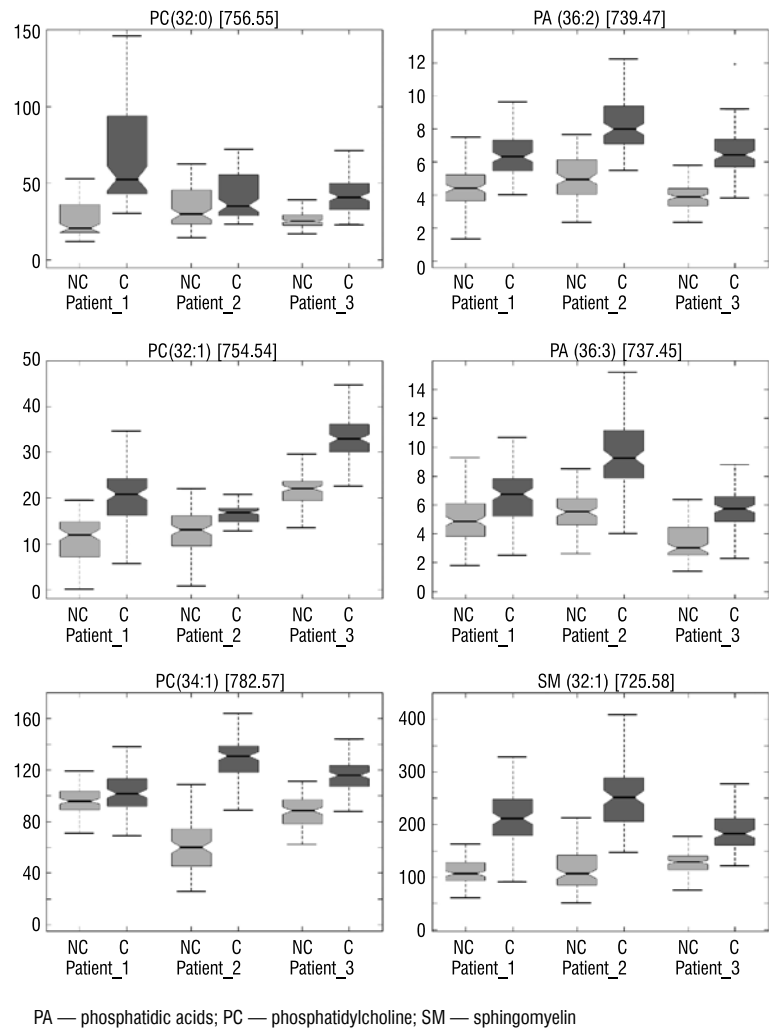 PC(32:0) [756.55]
150
100
50
0
NC C NC C NC C
Patient_1 Patient_2 Patient_3
PA (36:2) [739.47]
12
10
8
6
4
2
0
NC C NC C NC C
Patient_1 Patient_2 Patient_3
PC(32:1) [754.54]
50
40
30
20
10
0
NC C NC C NC C
Patient_1 Patient_2 Patient_3
PA (36:3) [737.45]
14
12
10
8
6
4
2
0
NC C NC C NC C
Patient_1 Patient_2 Patient_3
PC(34:1) [782.57]
160
120
80
40
0
NC C NC C NC C
Patient_1 Patient_2 Patient_3
SM (32:1) [725.58]
400
300
200
100
0
NC C NC C NC C
Patient_1 Patient_2 Patient_3
PA — phosphatidic acids; PC — phosphatidylcholine; SM — sphingomyelin